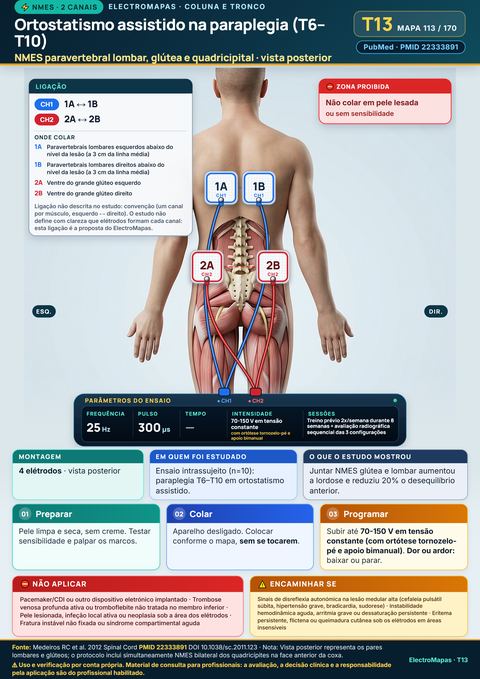 NMES · 2 CANAIS
ELECTROMAPAS · COLUNA E TRONCO
Ortostatismo assistido na paraplegia (T6–
T10)
NMES paravertebral lombar, glútea e quadricipital · vista posterior
T13 MAPA 113 / 170
PubMed · PMID 22333891
LIGAÇÃO
CH1 1A ↔ 1B
CH2 2A ↔ 2B
ONDE COLAR
1A Paravertebrais lombares esquerdos abaixo do
nível da lesão (a 3 cm da linha média)
1B Paravertebrais lombares direitos abaixo do
nível da lesão (a 3 cm da linha média)
2A Ventre do grande glúteo esquerdo
2B Ventre do grande glúteo direito
Ligação não descrita no estudo: convenção (um canal
por músculo, esquerdo -- direito). O estudo não
define com clareza que elétrodos formam cada canal:
esta ligação é a proposta do ElectroMapas.
ZONA PROIBIDA
Não colar em pele lesada
ou sem sensibilidade
1A
CH1
1B
CH1
2A
CH2
2B
CH2
ESQ.
DIR.
CH1
CH2
PARÂMETROS DO ENSAIO
FREQUÊNCIA
25 Hz
PULSO
300 µs
TEMPO
—
INTENSIDADE
70-150 V em tensão
constante
com ortótese tornozelo-pé e
apoio bimanual
SESSÕES
Treino prévio 2x/semana durante 8
semanas + avaliação radiográfica
sequencial das 3 configurações
MONTAGEM
4 elétrodos · vista posterior
EM QUEM FOI ESTUDADO
Ensaio intrassujeito (n=10):
paraplegia T6–T10 em ortostatismo
assistido.
O QUE O ESTUDO MOSTROU
Juntar NMES glútea e lombar aumentou
a lordose e reduziu 20% o desequilíbrio
anterior.
01 Preparar
Pele limpa e seca, sem creme. Testar
sensibilidade e palpar os marcos.
02 Colar
Aparelho desligado. Colocar
conforme o mapa, sem se tocarem.
03 Programar
Subir até 70-150 V em tensão
constante (com ortótese tornozelo-
pé e apoio bimanual). Dor ou ardor:
baixar ou parar.
NÃO APLICAR
Pacemaker/CDI ou outro dispositivo eletrónico implantado · Trombose
venosa profunda ativa ou tromboflebite não tratada no membro inferior ·
Pele lesionada, infeção local ativa ou neoplasia sob a área dos elétrodos ·
Fratura instável não fixada ou síndrome compartimental aguda
ENCAMINHAR SE
Sinais de disreflexia autonómica na lesão medular alta (cefaleia pulsátil
súbita, hipertensão grave, bradicardia, sudorese) · Instabilidade
hemodinâmica aguda, arritmia grave ou desmaturação persistente · Eritema
persistente, flictena ou queimadura cutânea sob os elétrodos em áreas
insensíveis
Fonte: Medeiros RC et al. 2012 Spinal Cord PMID 22333891 DOI 10.1038/sc.2011.123 · Nota: Vista posterior representa os pares
lombares e glúteos; o protocolo incluí simultaneamente NMES bilateral dos quadricípites na face anterior da coxa.
Uso e verificação por conta própria. Material de consulta para profissionais: a avaliação, a decisão clínica e a responsabilidade
pela aplicação são do profissional habilitado.
ElectroMapas · T13